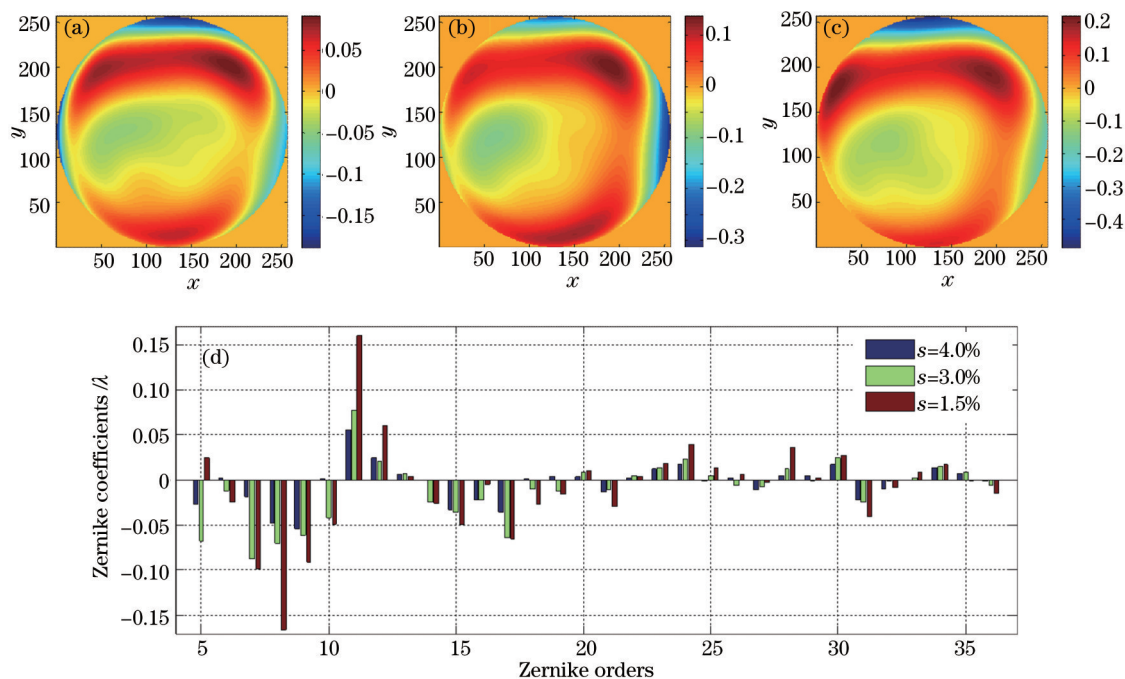 (a)
250
200
150
100
50
y
50 100 150 200 250
x
0.05
0
−0.05
−0.10
−0.15
(b)
250
200
150
100
50
y
50 100 150 200 250
x
0.1
0
−0.1
−0.2
−0.3
(c)
250
200
150
100
50
y
50 100 150 200 250
x
0.2
0.1
0
−0.1
−0.2
−0.3
−0.4
(d)
0.15
0.10
0.05
0
−0.05
−0.10
−0.15
Zernike coefficients /λ
s=4.0%
s=3.0%
s=1.5%
5 10 15 20 25 30 35
Zernike orders